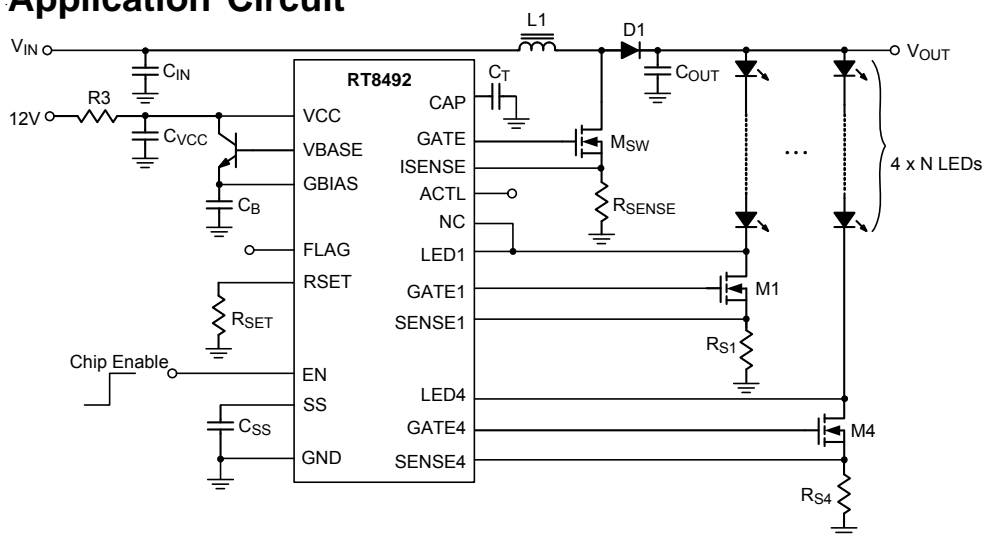 Application Circuit
L1
D1
VIN
VOUT
CIN
RT8492
CT
COUT
R3
CAP
12V
VCC
CVCC
GATE
MSW
VBASE
ISENSE
...
4 x N LEDs
GBIAS
ACTL
RSENSE
CB
NC
FLAG
LED1
RSET
GATE1
M1
RSET
SENSE1
RS1
Chip Enable
EN
LED4
SS
CSS
GATE4
M4
GND
SENSE4
RS4